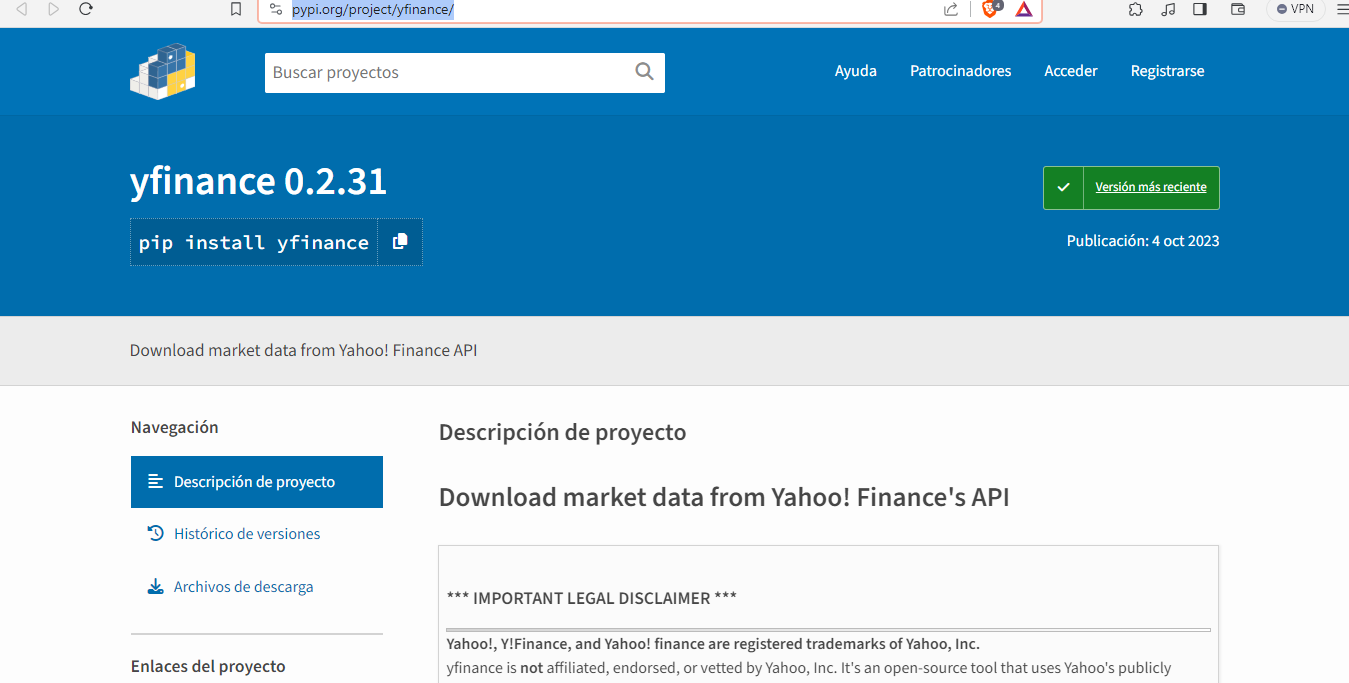 pypi.org/project/yfinance/
4
VPN
Buscar proyectos
Ayuda
Patrocinadores
Acceder
Registrarse
yfinance 0.2.31
pip install yfinance
Versión más reciente
Publicación: 4 oct 2023
Download market data from Yahoo! Finance API
Navegación
Descripción de proyecto
Histórico de versiones
Archivos de descarga
Enlaces del proyecto
Descripción de proyecto
Download market data from Yahoo! Finance's API
*** IMPORTANT LEGAL DISCLAIMER ***
Yahoo!, Y!Finance, and Yahoo! finance are registered trademarks of Yahoo, Inc.
yfinance is not affiliated, endorsed, or vetted by Yahoo, Inc. It's an open-source tool that uses Yahoo's publicly